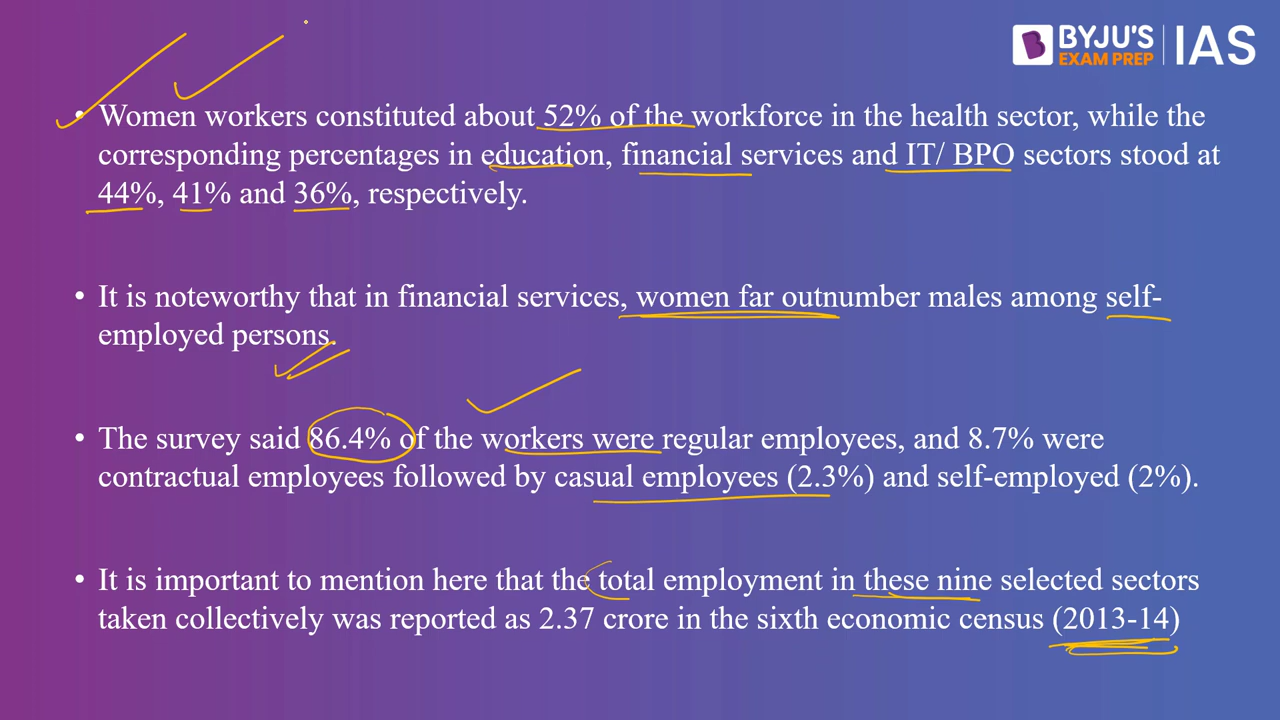 BYJU'S
EXAM PREP
IAS
• Women workers constituted about 52% of the workforce in the health sector, while the
corresponding percentages in education, financial services and IT/ BPO sectors stood at
44%, 41% and 36%, respectively.
• It is noteworthy that in financial services, women far outnumber males among self-
employed persons.
• The survey said 86.4% of the workers were regular employees, and 8.7% were
contractual employees followed by casual employees (2.3%) and self-employed (2%).
• It is important to mention here that the total employment in these nine selected sectors
taken collectively was reported as 2.37 crore in the sixth economic census (2013-14)